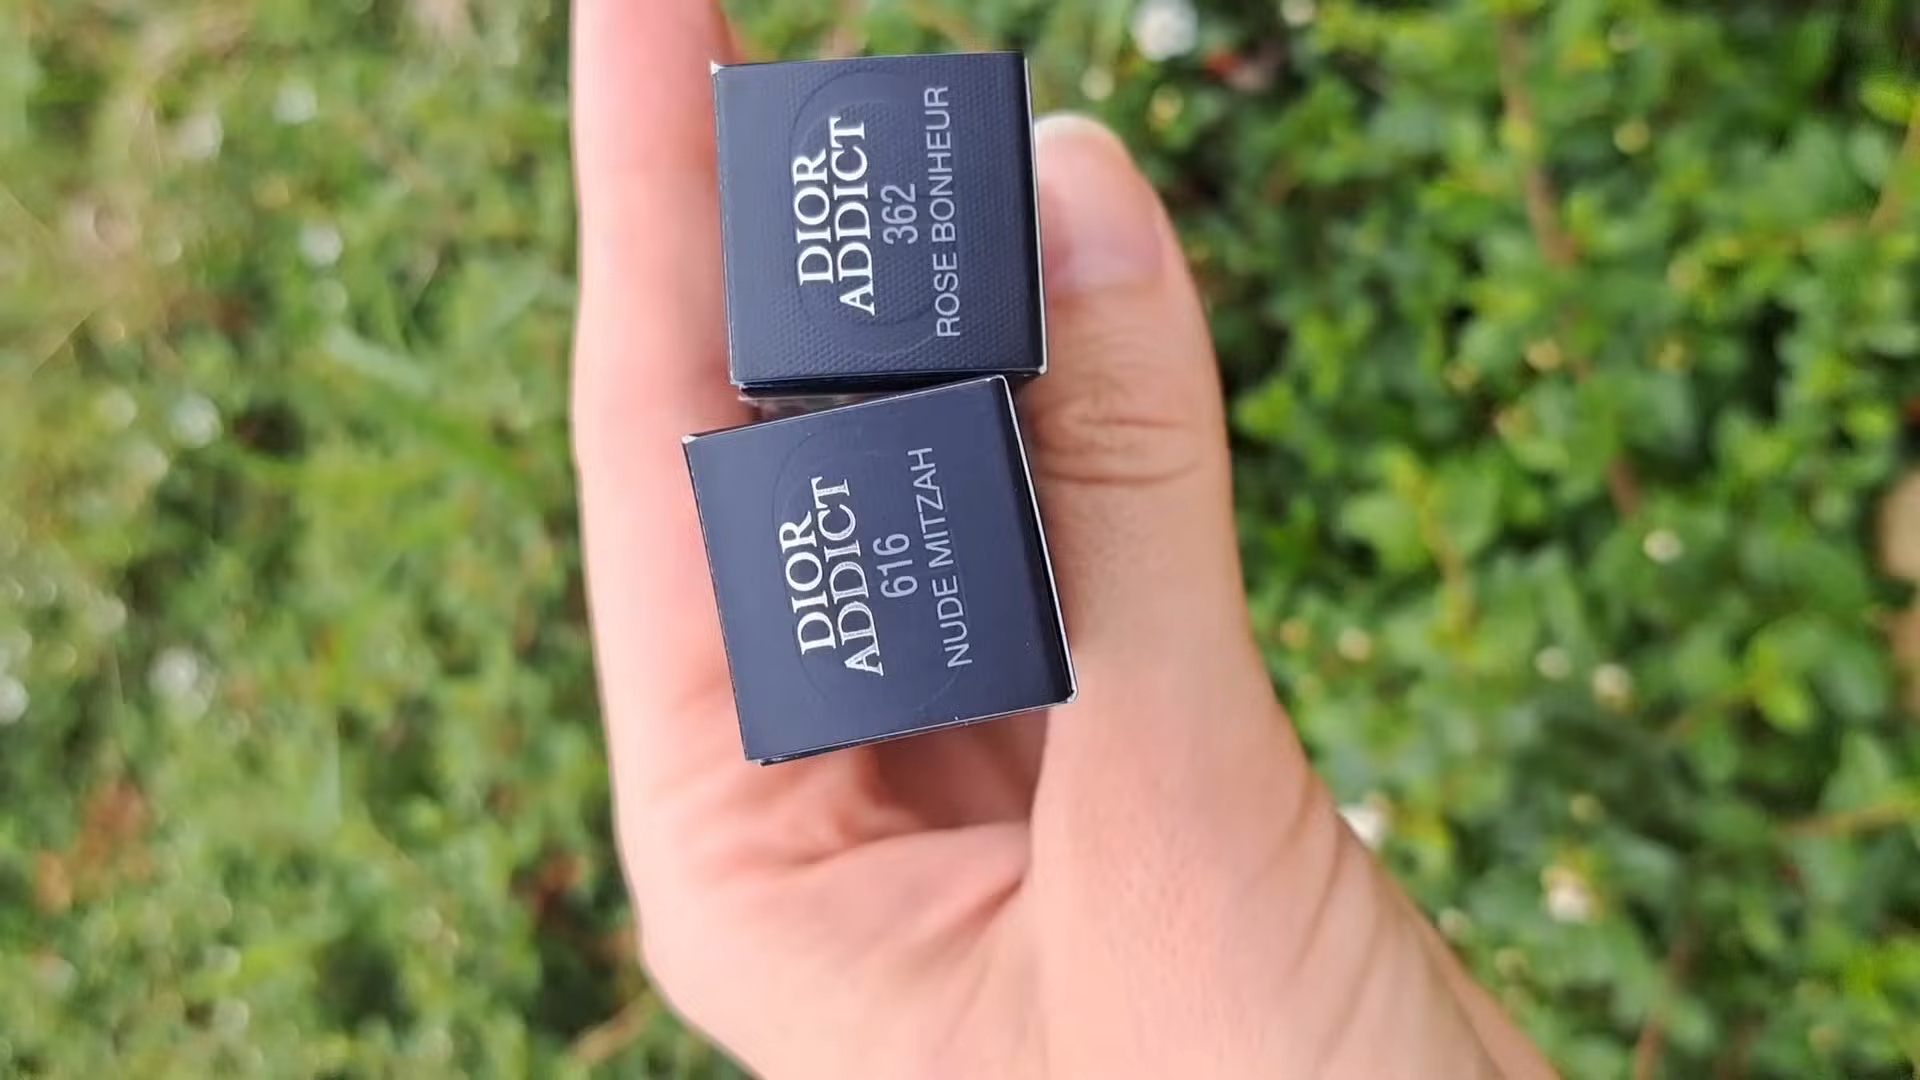 DIOR
ADDICT
362
ROSE BONHEUR
DIOR
ADDICT
616
NUDE MITZAH